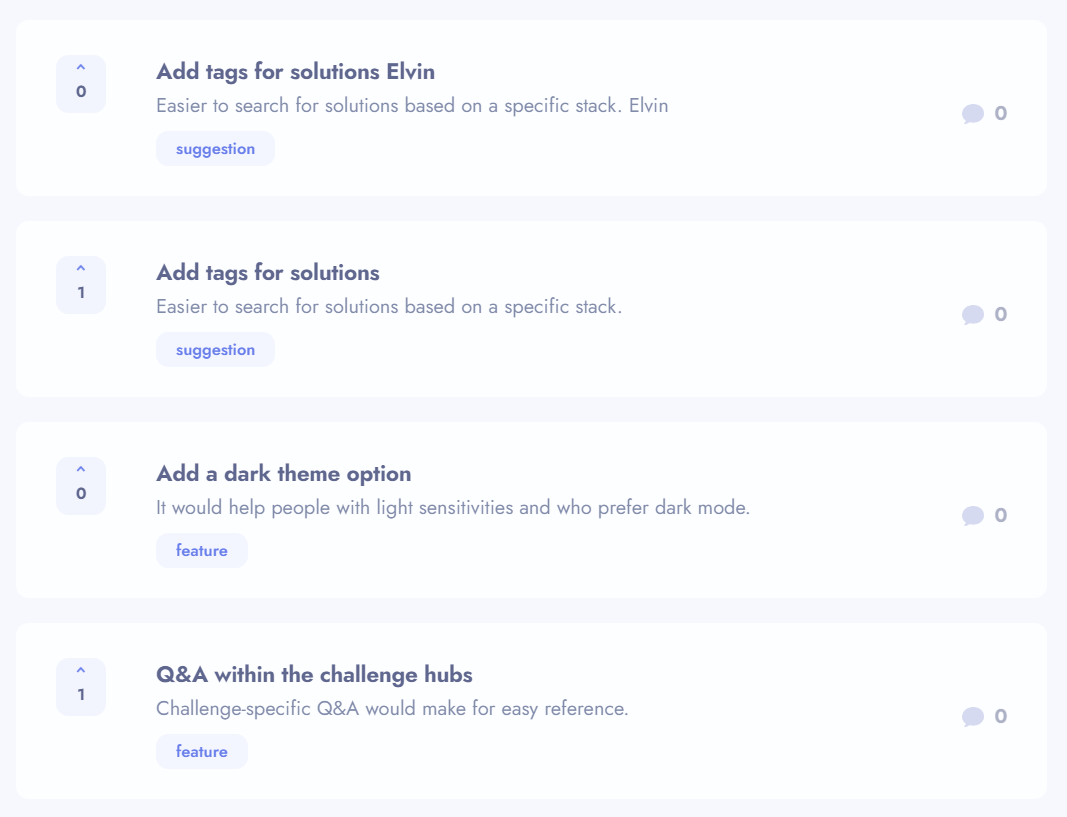 Add tags for solutions Elvin
0
Easier to search for solutions based on a specific stack. Elvin
0
suggestion
Add tags for solutions
1
Easier to search for solutions based on a specific stack.
0
suggestion
Add a dark theme option
0
It would help people with light sensitivities and who prefer dark mode.
0
feature
Q&A within the challenge hubs
1
Challenge-specific Q&A would make for easy reference.
0
feature